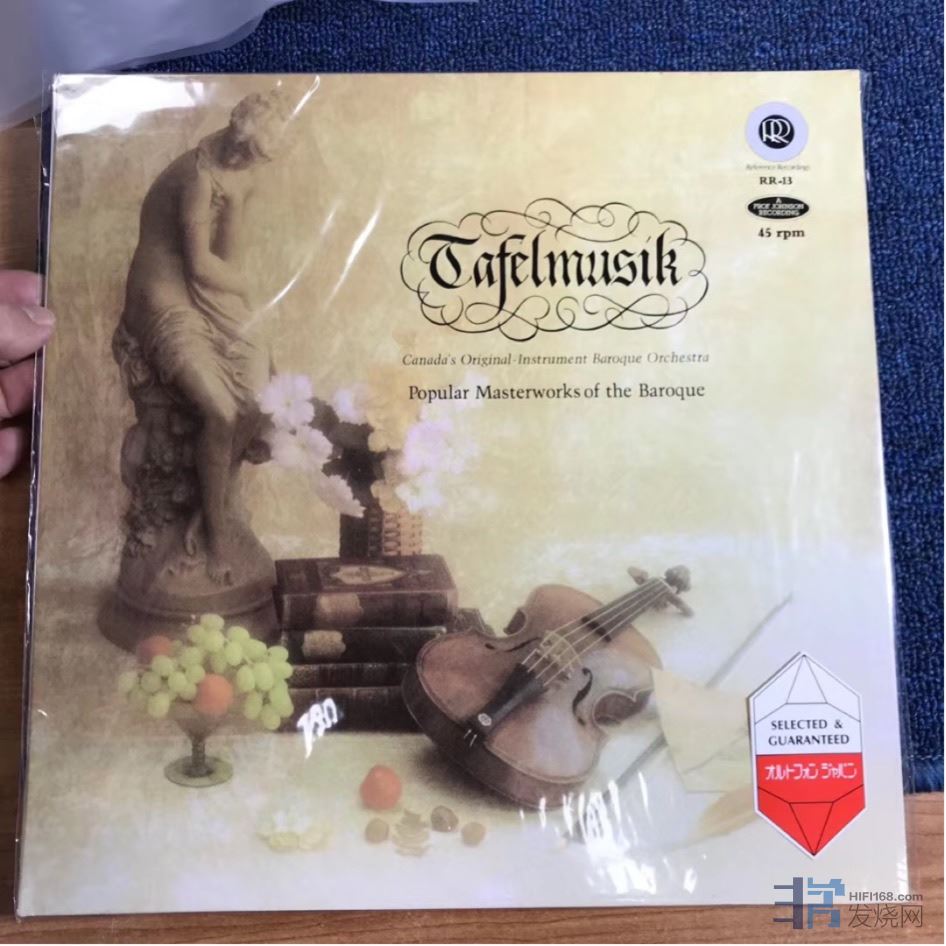 RR
Reference Recordings
RR-13
A
PROF. JOHNSON
RECORDING
45 rpm
Tafelmusik
Canada's Original-Instrument Baroque Orchestra
Popular Masterworks of the Baroque
SELECTED &
GUARANTEED
オルトフォン ジャパン
HIFI168.com
发烧网